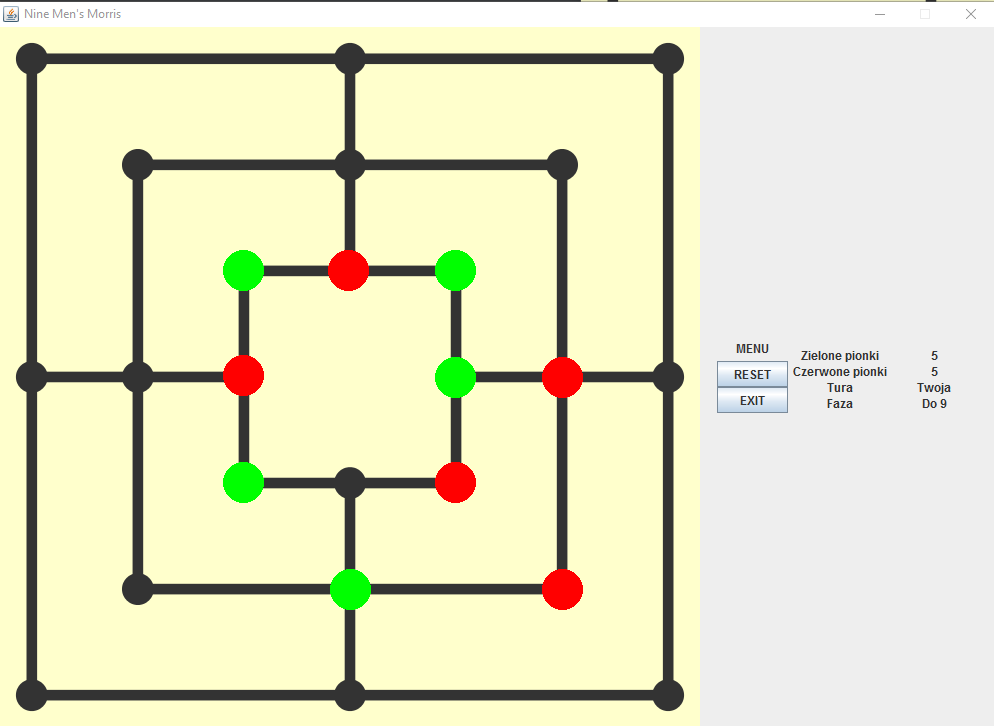 Nine Men's Morris
MENU
RESET
EXIT
Zielone pionki 5
Czerwone pionki 5
Tura Twoja
Faza Do 9